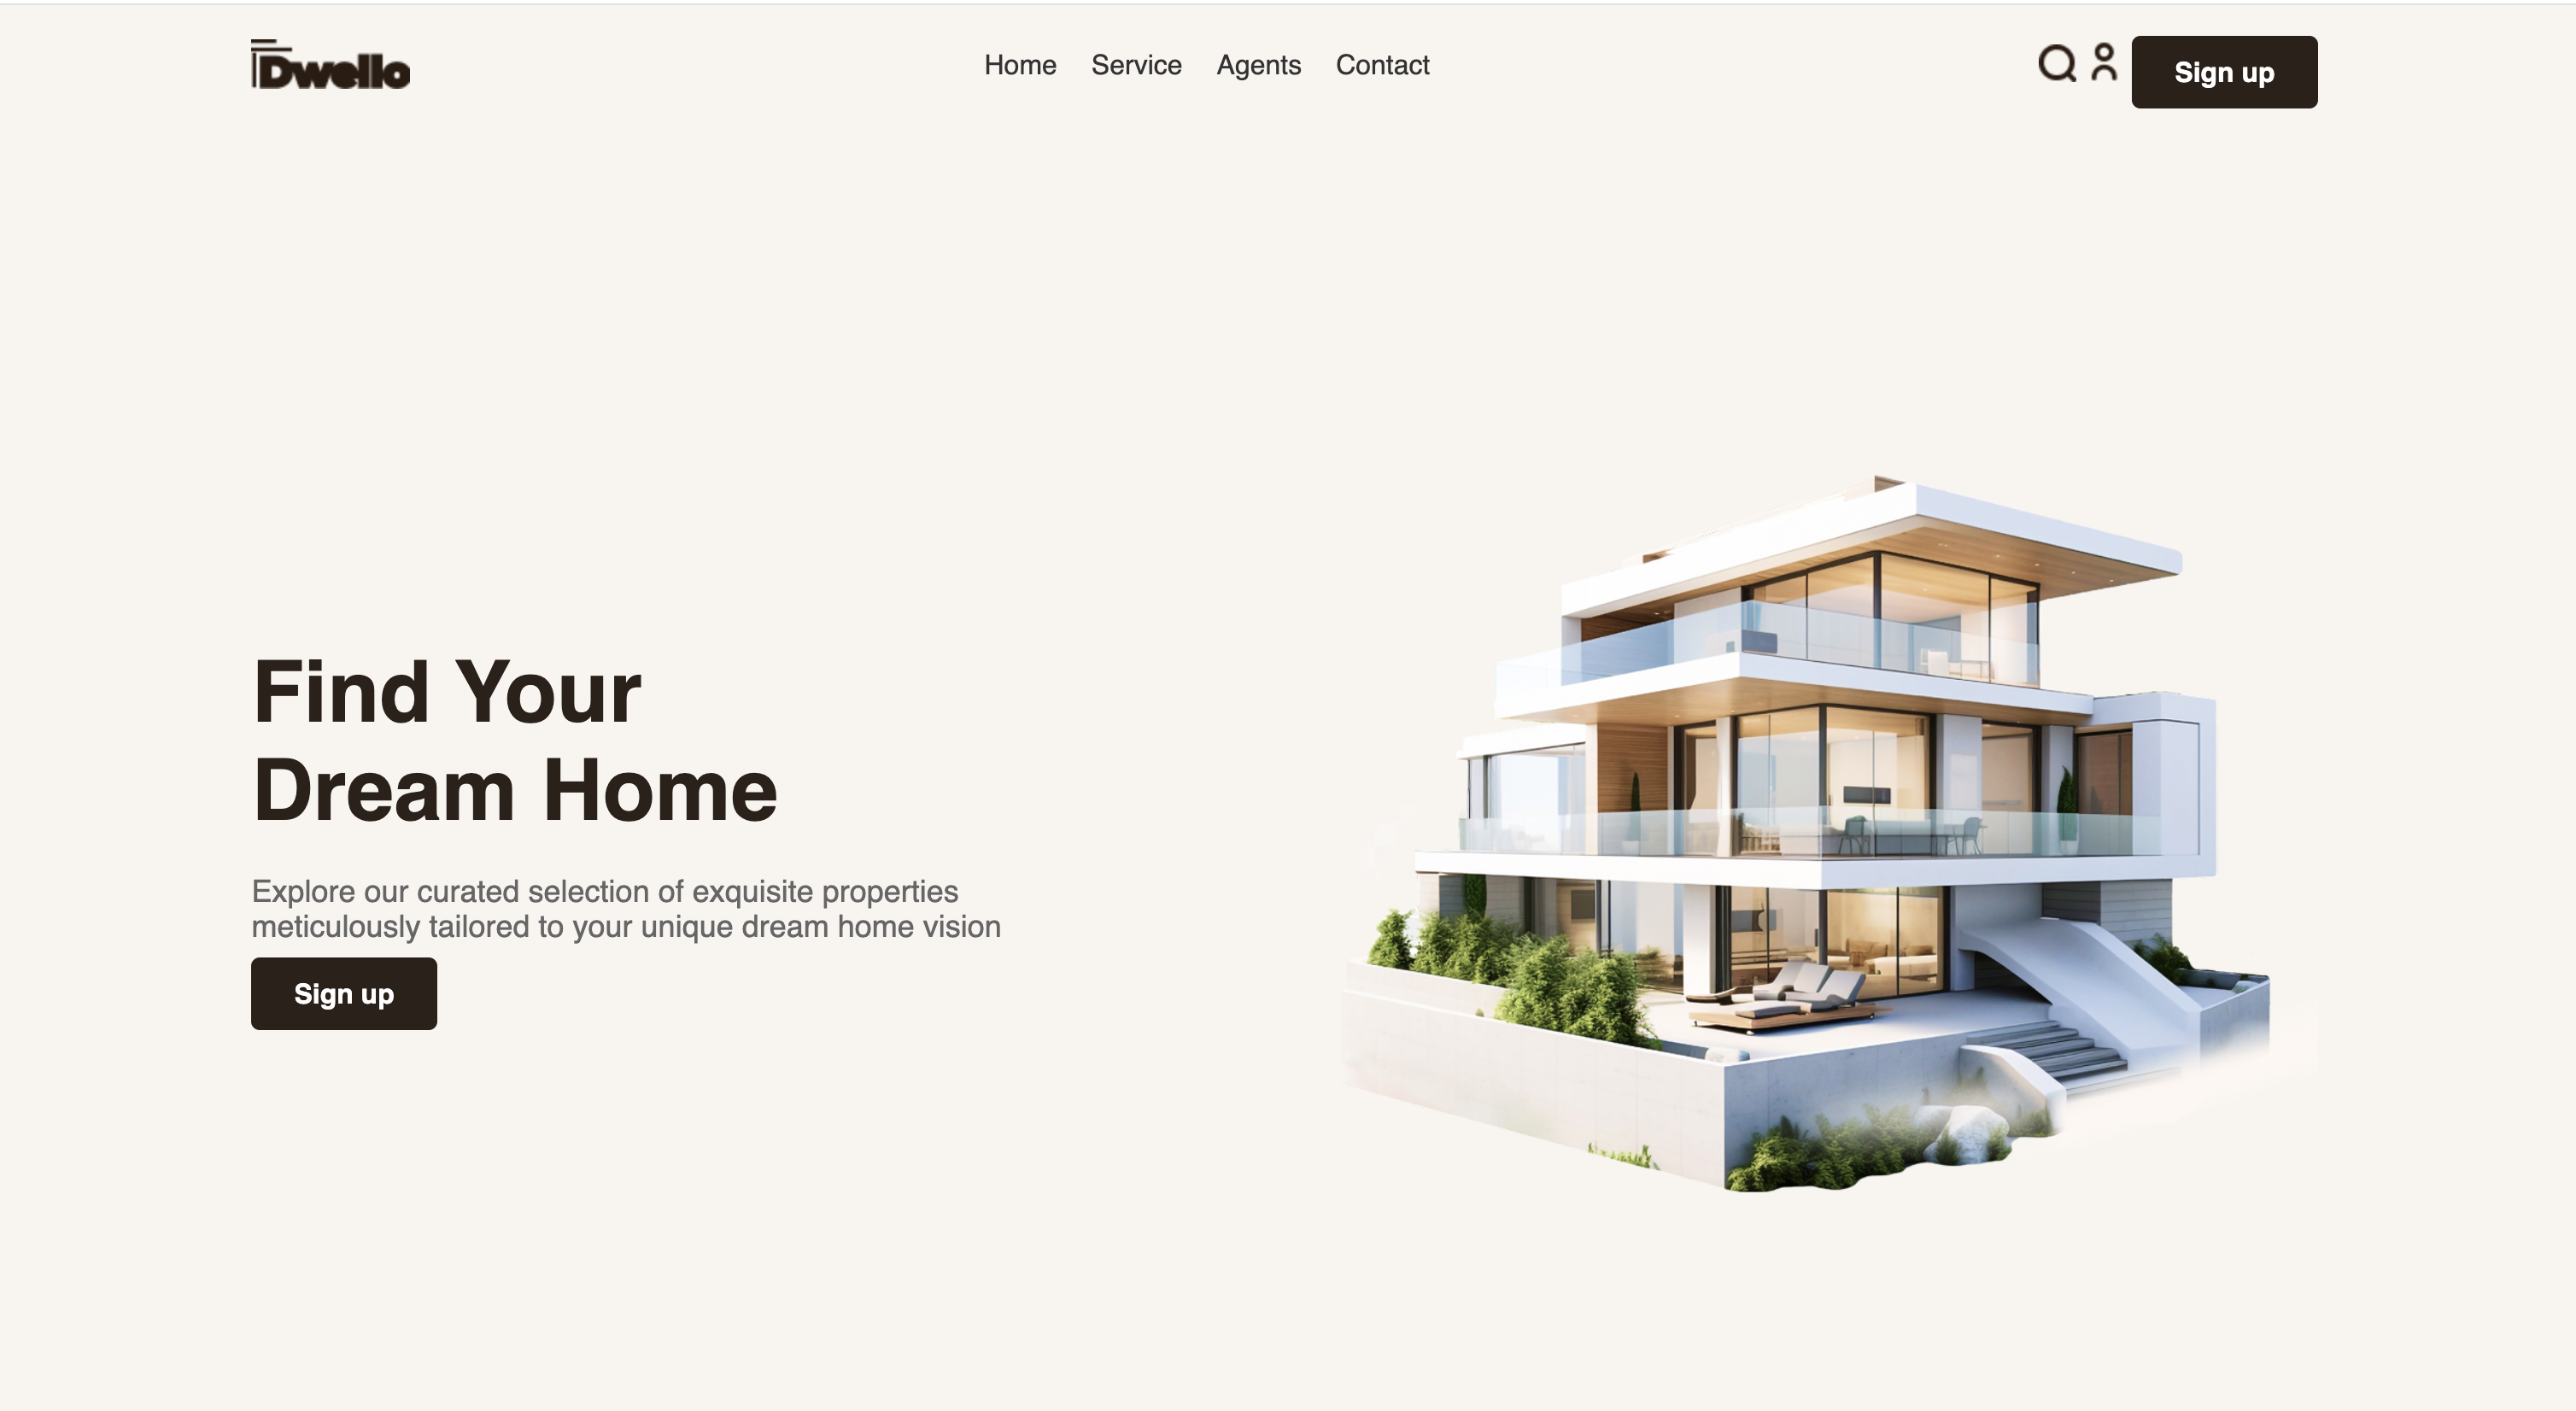 Dwello
Home Service Agents Contact
Sign up
Find Your
Dream Home
Explore our curated selection of exquisite properties
meticulously tailored to your unique dream home vision
Sign up